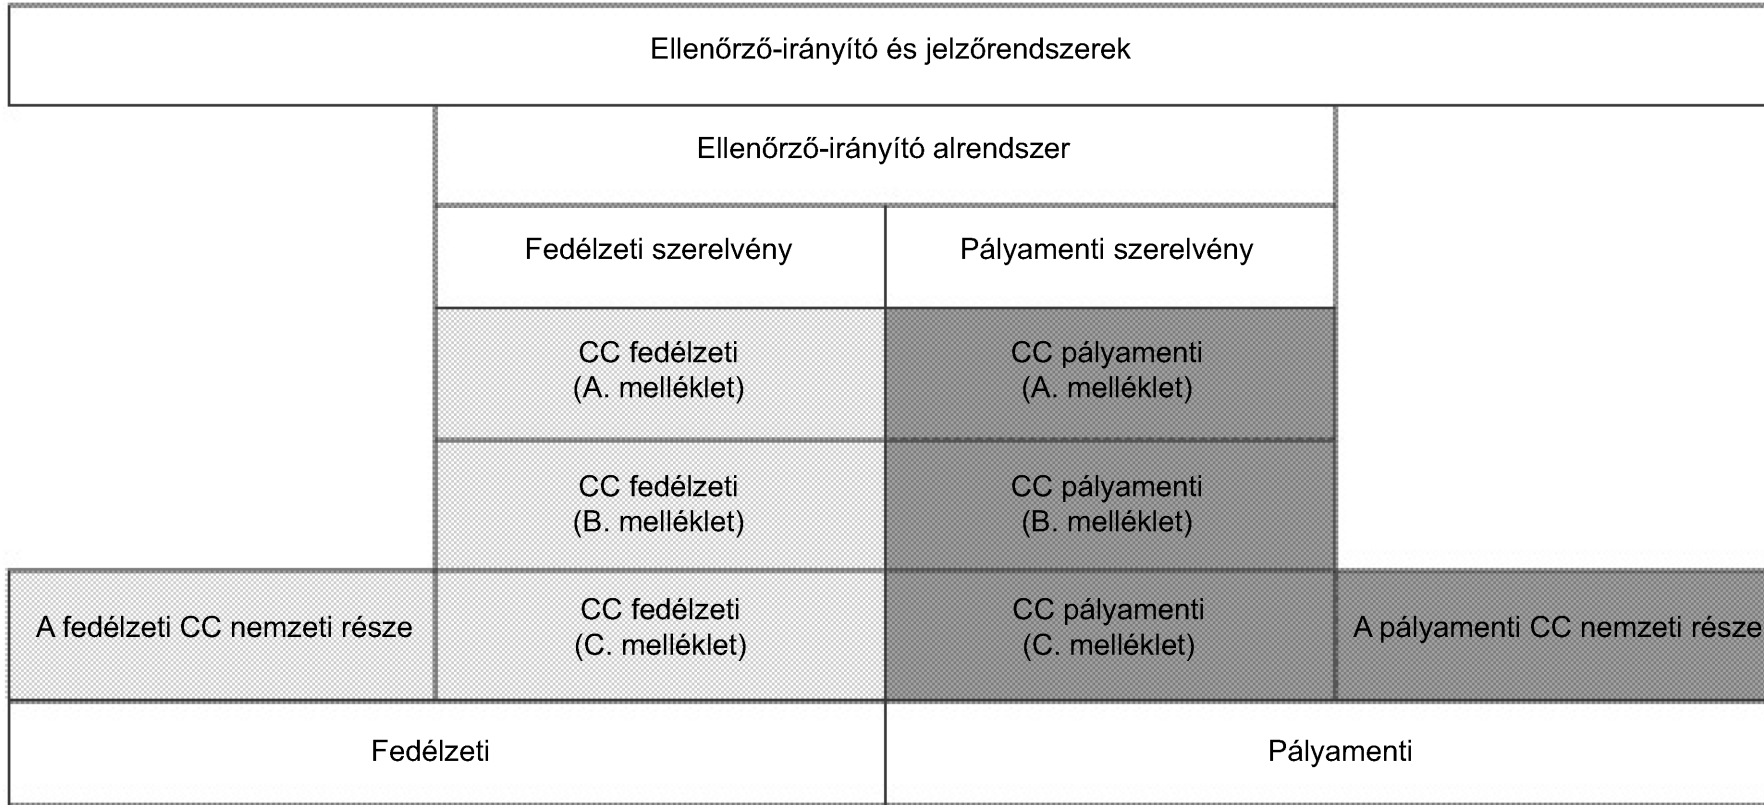 Ellenőrző-irányító és jelzőrendszerek
Ellenőrző-irányító alrendszer
Fedélzeti szerelvény
Pályamenti szerelvény
CC fedélzeti
(A. melléklet)
CC pályamenti
(A. melléklet)
CC fedélzeti
(B. melléklet)
CC pályamenti
(B. melléklet)
A fedélzeti CC nemzeti része
CC fedélzeti
(C. melléklet)
CC pályamenti
(C. melléklet)
A pályamenti CC nemzeti része
Fedélzeti
Pályamenti